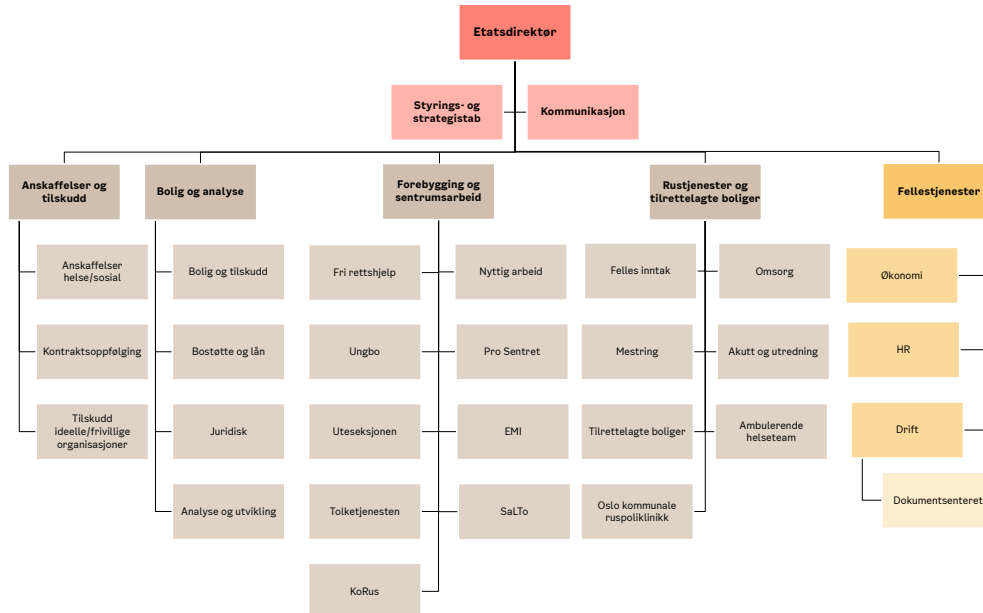 Etatsdirektør
Styrings- og
strategistab
Kommunikasjon
Anskaffelser og
tilskudd
Bolig og analyse
Forebygging og
sentrumsarbeid
Rustjenester og
tilrettelagte boliger
Fellestjenester
Anskaffelser
helse/sosial
Kontraktsoppfølging
Tilskudd
ideelle/frivillige
organisasjoner
Bolig og tilskudd
Bostøtte og lån
Juridisk
Analyse og utvikling
Fri rettshjelp
Nyttig arbeid
Ungbo
Pro Sentret
Uteseksjonen
EMI
Tolketjenesten
SaLTo
KoRus
Felles inntak
Omsorg
Mestring
Akutt og utredning
Tilrettelagte boliger
Ambulerende
helseteam
Oslo kommunale
ruspoliklinikk
Økonomi
HR
Drift
Dokumentsenteret